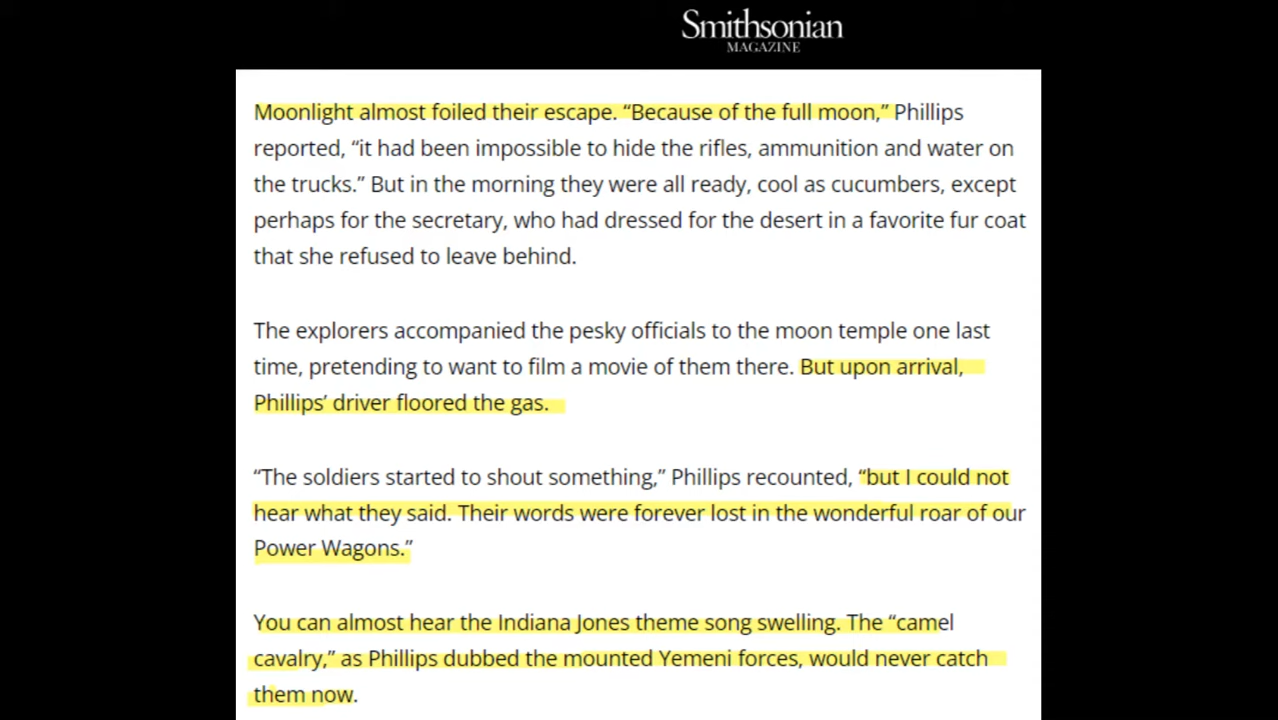 Smithsonian
MAGAZINE
Moonlight almost foiled their escape. “Because of the full moon,” Phillips
reported, “it had been impossible to hide the rifles, ammunition and water on
the trucks.” But in the morning they were all ready, cool as cucumbers, except
perhaps for the secretary, who had dressed for the desert in a favorite fur coat
that she refused to leave behind.
The explorers accompanied the pesky officials to the moon temple one last
time, pretending to want to film a movie of them there. But upon arrival,
Phillips’ driver floored the gas.
“The soldiers started to shout something,” Phillips recounted, “but I could not
hear what they said. Their words were forever lost in the wonderful roar of our
Power Wagons.”
You can almost hear the Indiana Jones theme song swelling. The “camel
cavalry,” as Phillips dubbed the mounted Yemeni forces, would never catch
them now.